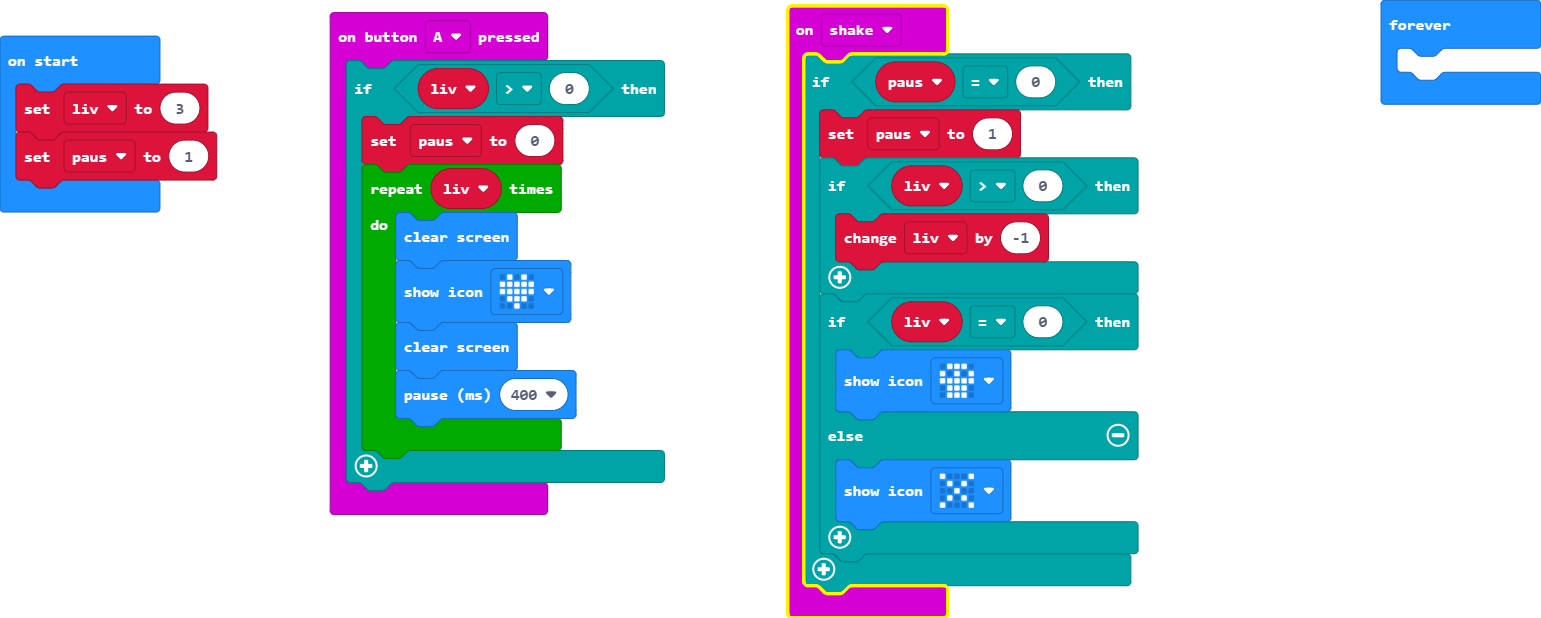 on start
set liv to 3
set paus to 1
on button A pressed
if liv > 0 then
set paus to 0
repeat liv times
do
clear screen
show icon
clear screen
pause (ms) 400
on shake
if paus = 0 then
set paus to 1
if liv > 0 then
change liv by -1
if liv = 0 then
show icon
else
show icon
forever